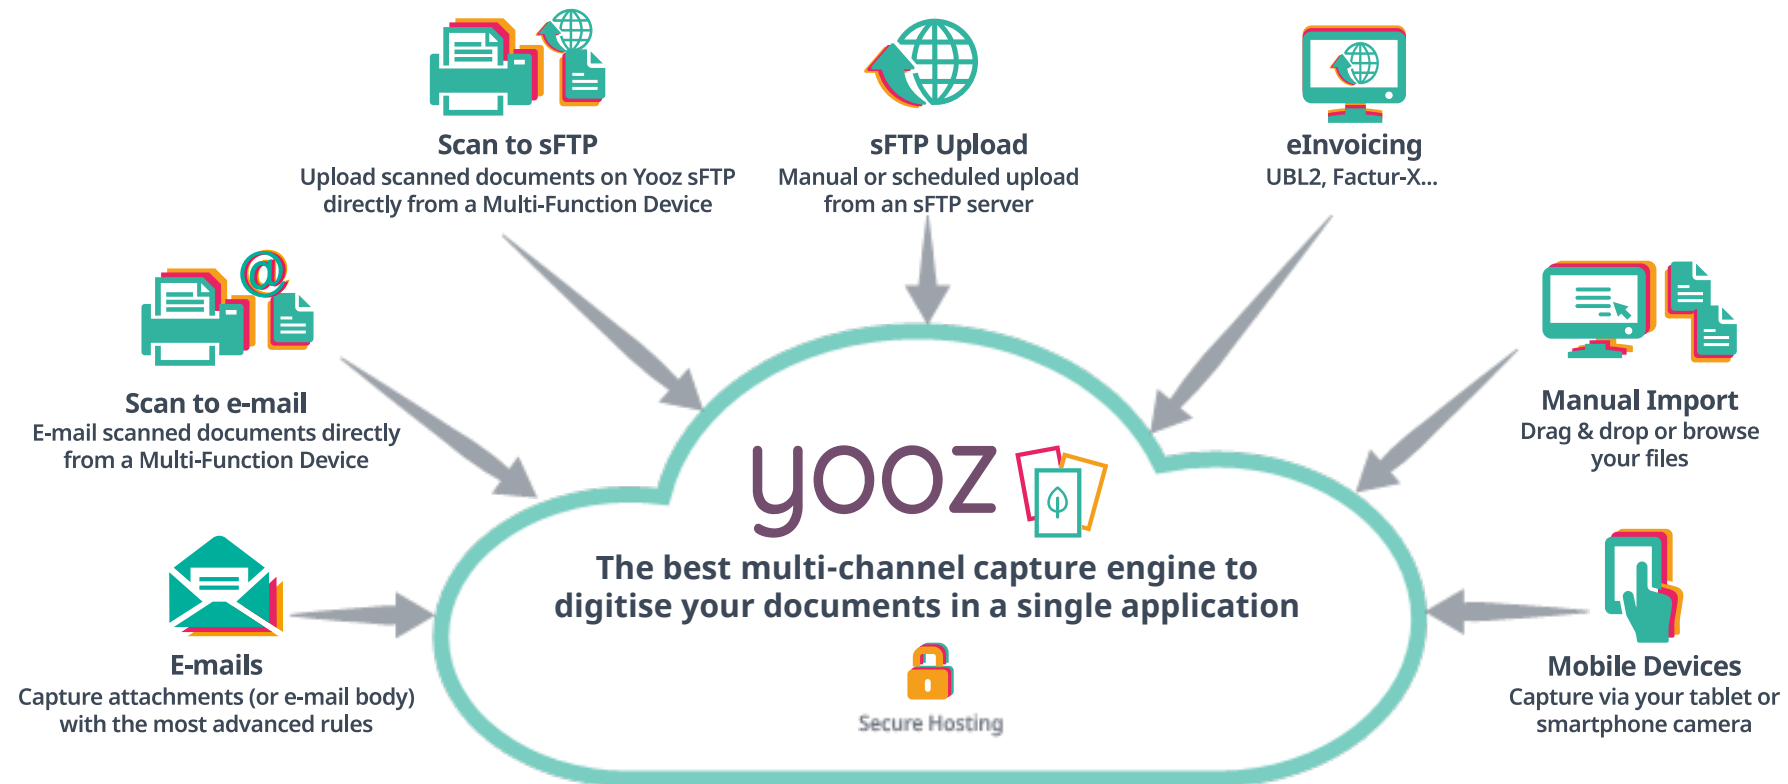 Scan to sFTP
Upload scanned documents on Yooz sFTP
directly from a Multi-Function Device
sFTP Upload
Manual or scheduled upload
from an sFTP server
eInvoicing
UBL2, Factur-X...
@
Scan to e-mail
E-mail scanned documents directly
from a Multi-Function Device
Manual Import
Drag & drop or browse
your files
yooz
The best multi-channel capture engine to
digitise your documents in a single application
Secure Hosting
E-mails
Capture attachments (or e-mail body)
with the most advanced rules
Mobile Devices
Capture via your tablet or
smartphone camera